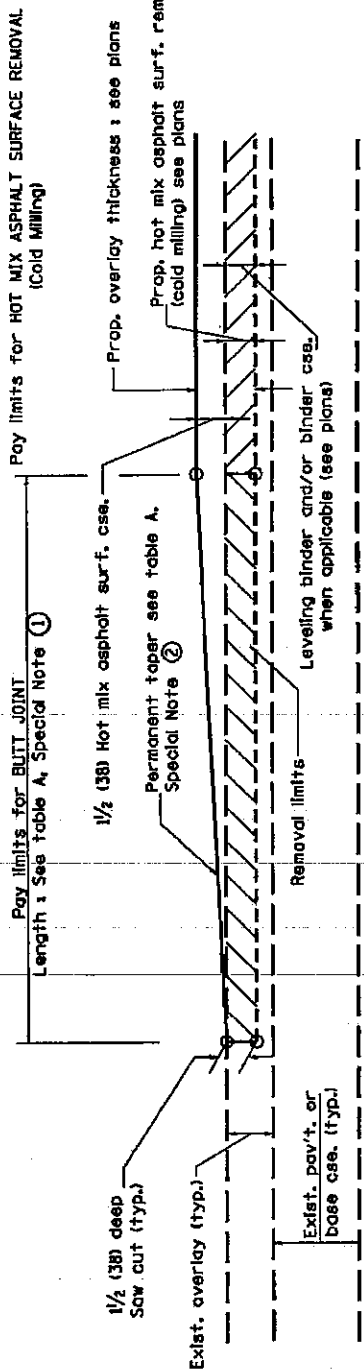 Pay limits for HOT MIX ASPHALT SURFACE REMOVAL
(Cold Milling)
Pay limits for BUTT JOINT
Length : See table A, Special Note ①
Prop. overlay thickness : see plans
1½ (38) Hot mix asphalt surf. cse.
Prop. hot mix asphalt surf.
(cold milling) see plans
Permanent taper see table A.
Special Note ②
1½ (38) deep
Saw cut (typ.)
Exist. overlay (typ.)
Removal limits
Leveling binder and/or binder cse.
when applicable (see plans)
Exist. pav't. or
base cse. (typ.)